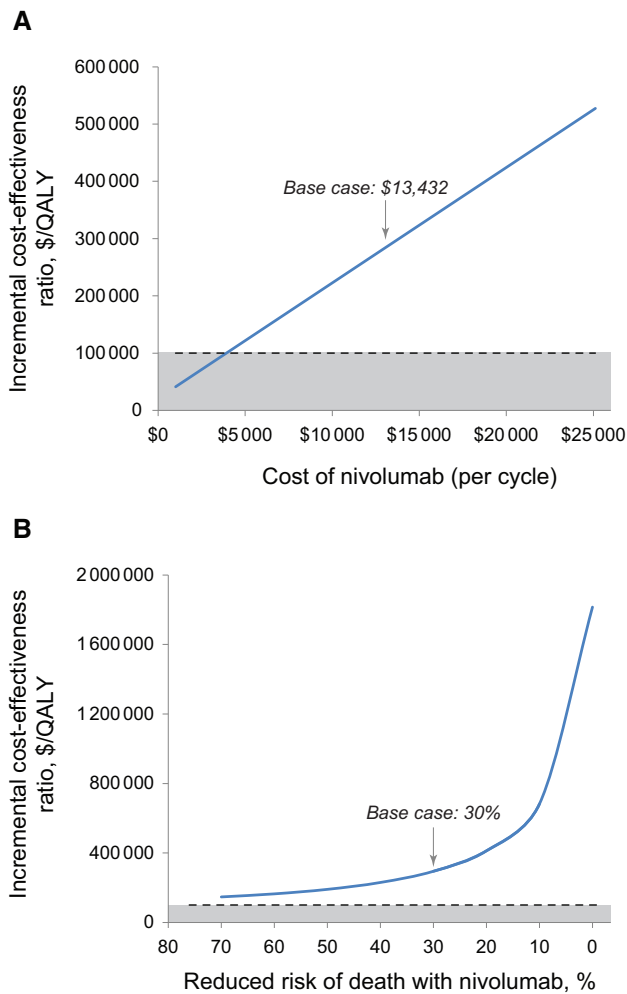 A
Incremental cost-effectiveness
ratio, $/QALY
600 000
500 000
400 000
300 000
200 000
100 000
0
Base case: $13,432
$0
$5 000
$10 000
$15 000
$20 000
$25 000
Cost of nivolumab (per cycle)
B
Incremental cost-effectiveness
ratio, $/QALY
2 000 000
1 600 000
1 200 000
800 000
400 000
0
Base case: 30%
80
70
60
50
40
30
20
10
0
Reduced risk of death with nivolumab, %